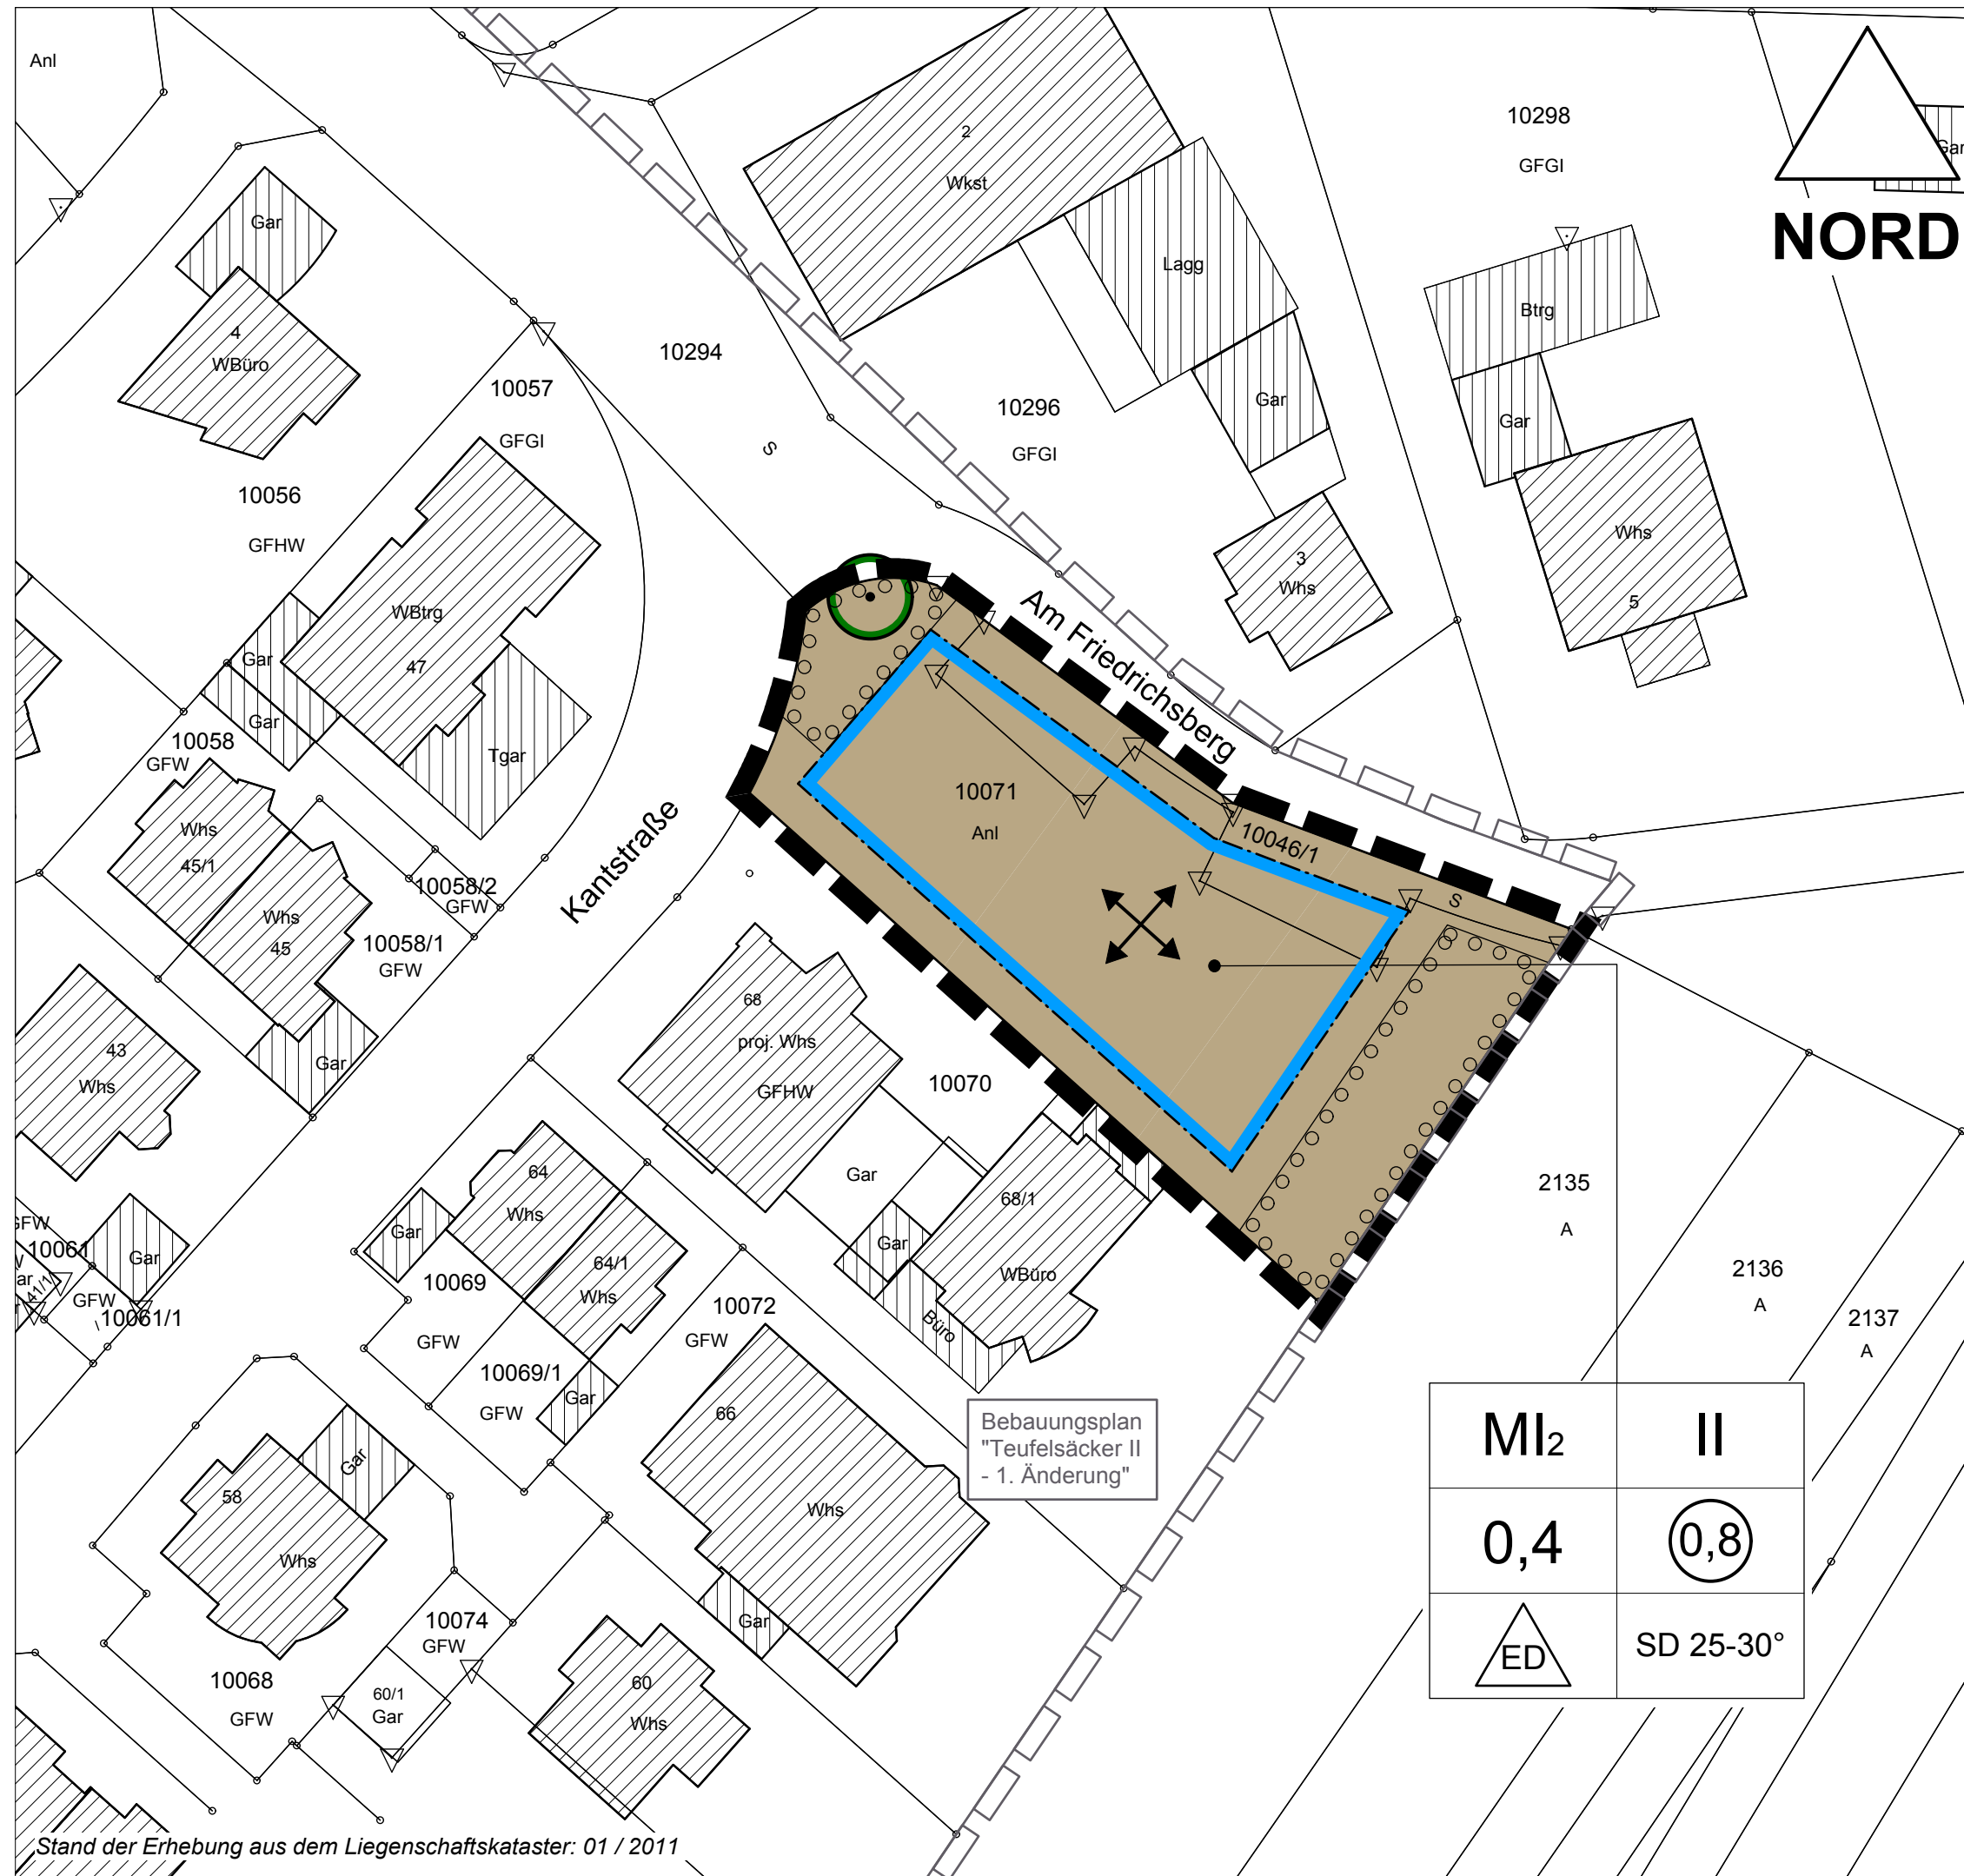 Anl
2
Wkst
10298
GFGI
Gar
NORD
Gar
4
WBüro
Lagg
Btrg
10294
10057
GFGI
10296
GFGI
Gar
Gar
S
10056
GFHW
Whs
5
3
Whs
WBtrg
47
Gar
Gar
Tgar
Am Friedrichsberg
10058
GFW
Whs
45/1
10071
Anl
10046/1
S
Kantstraße
10058/2
GFW
Whs
45
10058/1
GFW
68
proj. Whs
GFHW
43
Whs
Gar
10070
Gar
64
Whs
68/1
2135
A
GFW
10061
Gar
Gar
10069
GFW
64/1
Whs
Gar
WBüro
Büro
2136
A
2137
A
ar
41/1
GFW
10061/1
10072
GFW
10069/1
GFW
Gar
66
Whs
Bebauungsplan
"Teufelsäcker II
- 1. Änderung"
MI2
II
0,4
0,8
ED
SD 25-30°
Gar
58
Whs
Gar
10074
GFW
10068
GFW
60/1
Gar
60
Whs
Stand der Erhebung aus dem Liegenschaftskataster: 01 / 2011